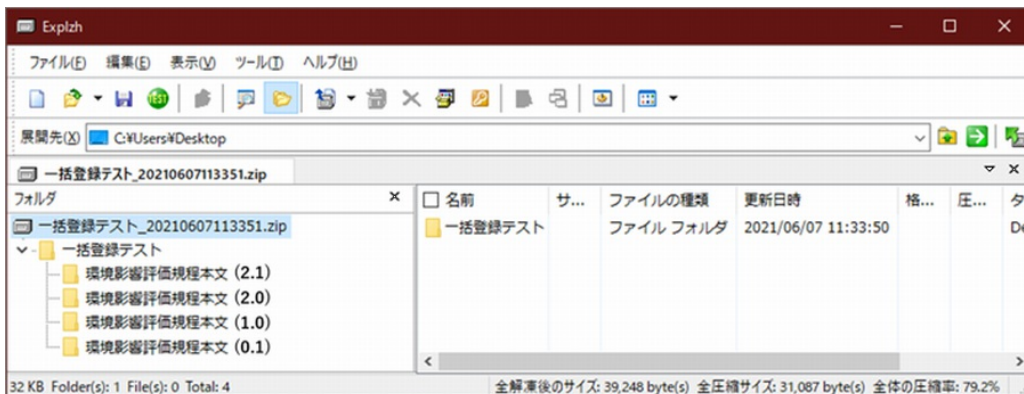 Explzh
ファイル(F) 編集(E) 表示(V) ツール(T) ヘルプ(H)
TEST
展開先(X) C:¥Users¥Desktop
一括登録テスト_20210607113351.zip
フォルダ
名前 サ... ファイルの種類 更新日時 格... 圧... タ
一括登録テスト_20210607113351.zip
一括登録テスト ファイル フォルダ 2021/06/07 11:33:50 De
一括登録テスト
環境影響評価規程本文 (2.1)
環境影響評価規程本文 (2.0)
環境影響評価規程本文 (1.0)
環境影響評価規程本文 (0.1)
32 KB Folder(s): 1 File(s): 0 Total: 4 全解凍後のサイズ: 39,248 byte(s) 全圧縮サイズ: 31,087 byte(s) 全体の圧縮率: 79.2%